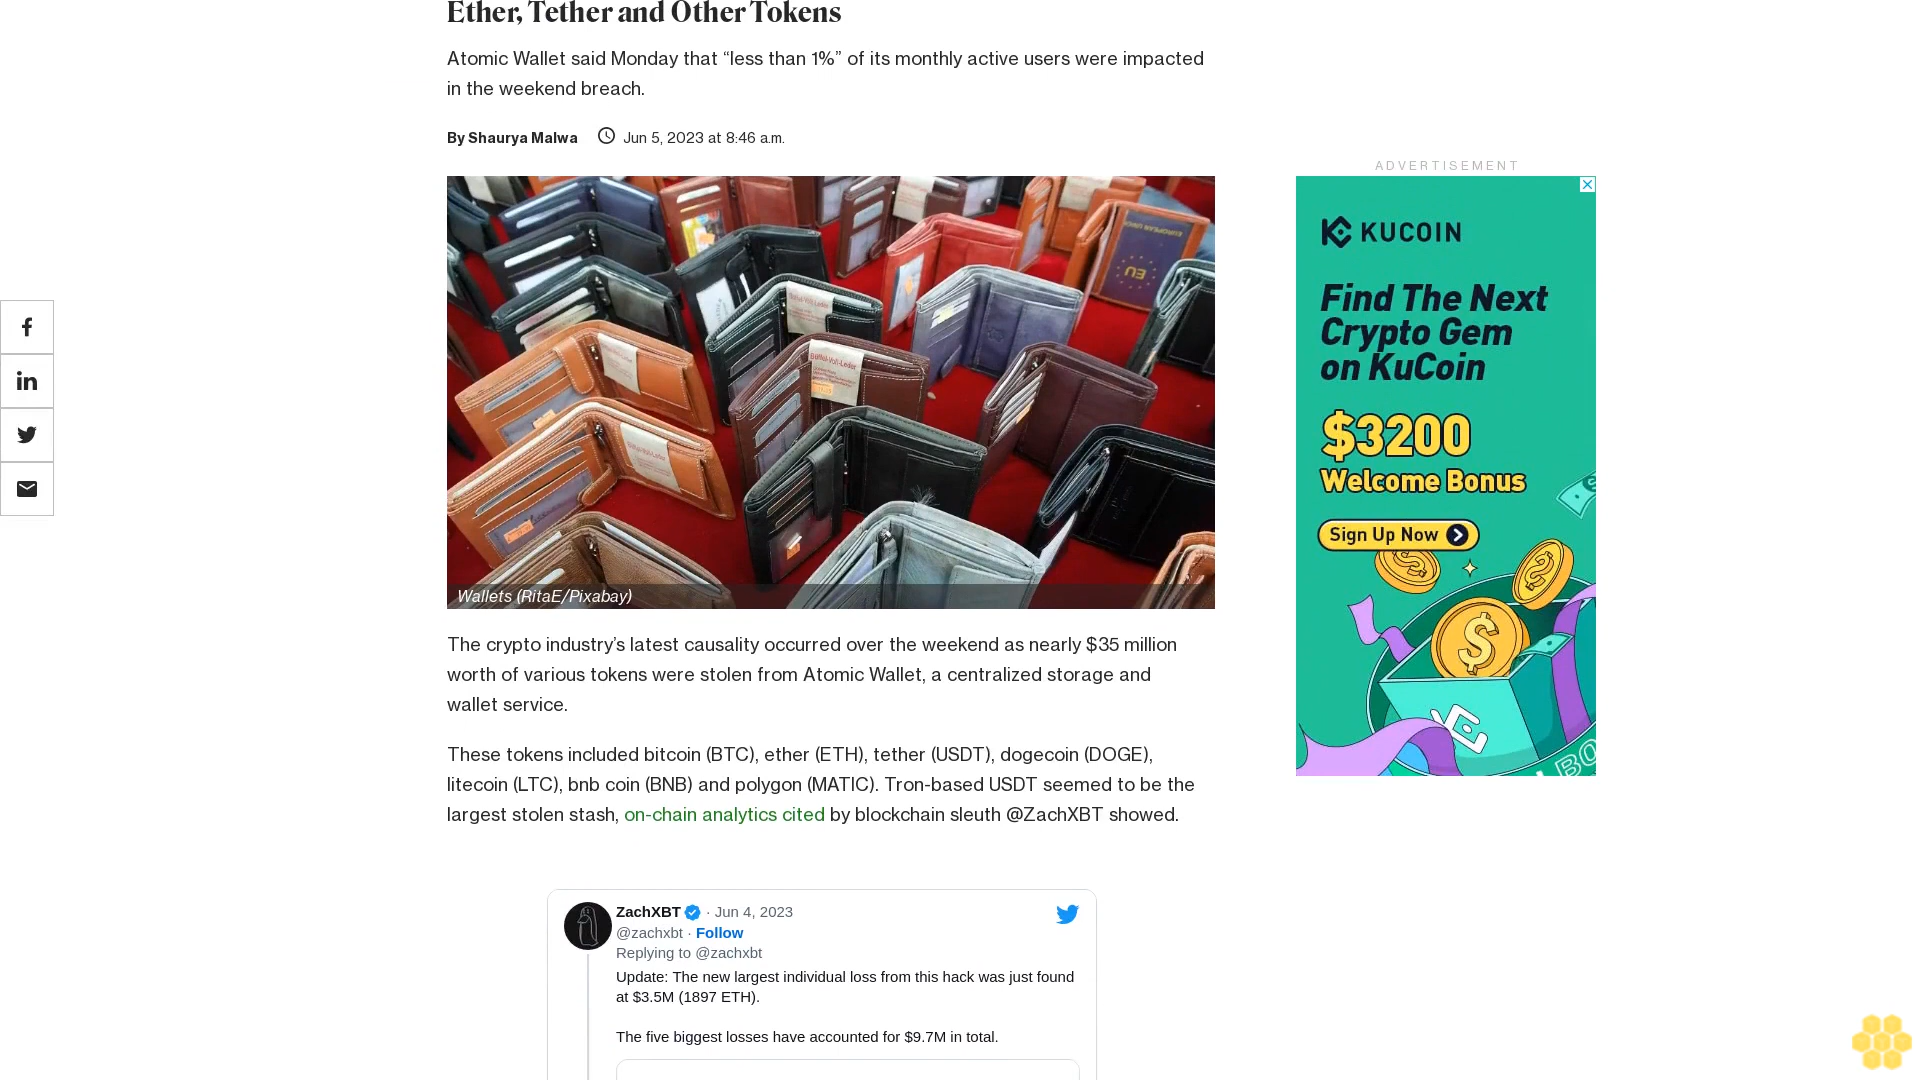 Ether, Tether and Other Tokens
Atomic Wallet said Monday that “less than 1%” of its monthly active users were impacted
in the weekend breach.
By Shaurya Malwa
Jun 5, 2023 at 8:46 a.m.
ADVERTISEMENT
KUCOIN
Find The Next
Crypto Gem
on KuCoin
$3200
Welcome Bonus
Sign Up Now
Wallets (RitaE/Pixabay)
The crypto industry’s latest causality occurred over the weekend as nearly $35 million
worth of various tokens were stolen from Atomic Wallet, a centralized storage and
wallet service.
These tokens included bitcoin (BTC), ether (ETH), tether (USDT), dogecoin (DOGE),
litecoin (LTC), bnb coin (BNB) and polygon (MATIC). Tron-based USDT seemed to be the
largest stolen stash, on-chain analytics cited by blockchain sleuth @ZachXBT showed.
ZachXBT · Jun 4, 2023
@zachxbt · Follow
Replying to @zachxbt
Update: The new largest individual loss from this hack was just found
at $3.5M (1897 ETH).
The five biggest losses have accounted for $9.7M in total.